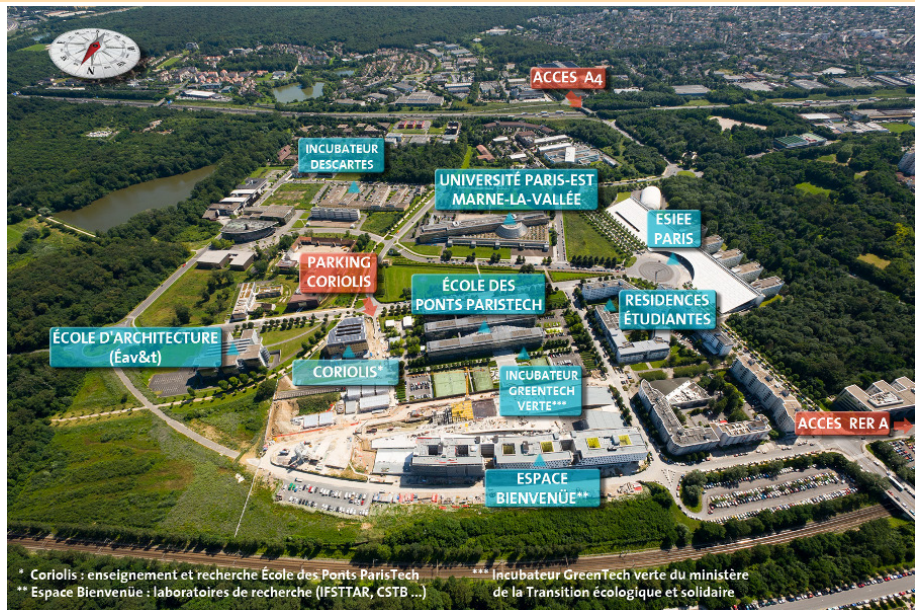 N
ACCES A4
INCUBATEUR
DESCARTES
UNIVERSITÉ PARIS-EST
MARNE-LA-VALLÉE
ESIEE
PARIS
PARKING
CORIOLIS
ÉCOLE DES
PONTS PARISTECH
RESIDENCES
ÉTUDIANTES
ÉCOLE D'ARCHITECTURE
(Éav&t)
CORIOLIS*
INCUBATEUR
GREENTECH
VERTE***
ACCES RER A
ESPACE
BIENVENÜE**
* Coriolis : enseignement et recherche École des Ponts ParisTech
** Espace Bienvenüe : laboratoires de recherche (IFSTTAR, CSTB ...)
*** Incubateur GreenTech verte du ministère
de la Transition écologique et solidaire